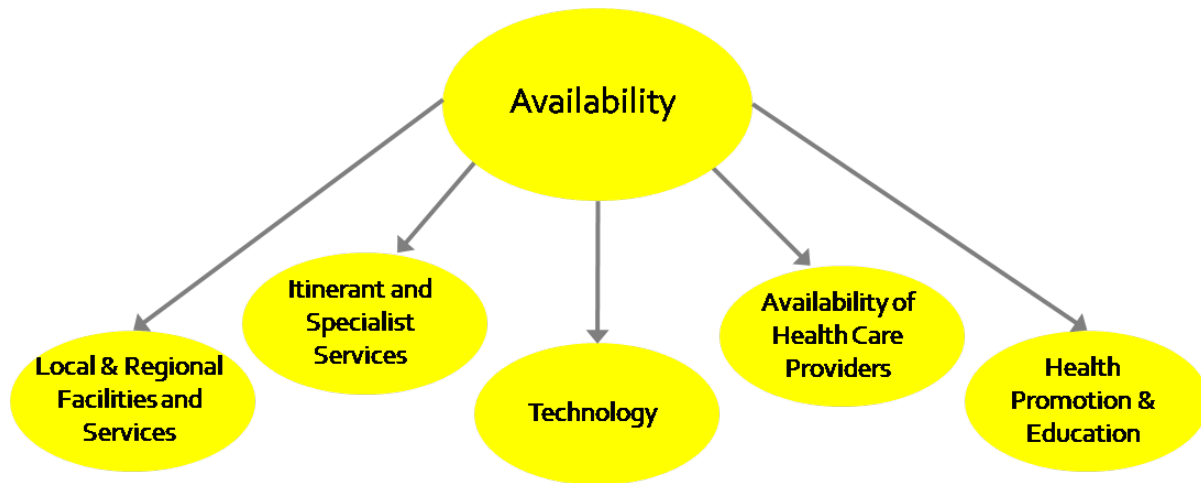 Availability
Local & Regional
Facilities and
Services
Itinerant and
Specialist
Services
Technology
Availability of
Health Care
Providers
Health
Promotion &
Education